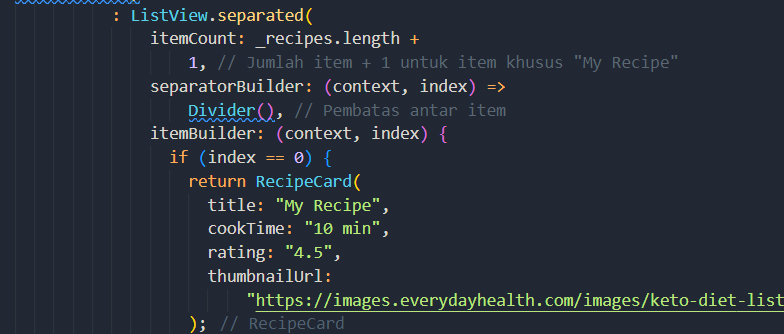 : ListView.separated(
itemCount: _recipes.length +
1, // Jumlah item + 1 untuk item khusus "My Recipe"
separatorBuilder: (context, index) =>
Divider(), // Pembatas antar item
itemBuilder: (context, index) {
if (index == 0) {
return RecipeCard(
title: "My Recipe",
cookTime: "10 min",
rating: "4.5",
thumbnailUrl:
"https://images.everydayhealth.com/images/keto-diet-list
); // RecipeCard